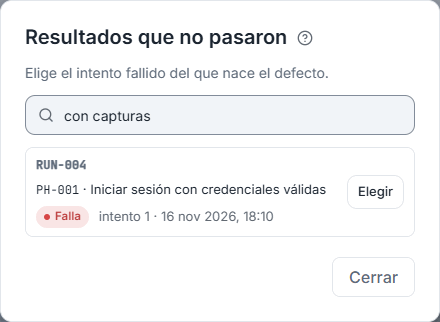 Resultados que no pasaron
Elige el intento fallido del que nace el defecto.
con capturas
RUN-004
PH-001 · Iniciar sesión con credenciales válidas
Elegir
Falla intento 1 · 16 nov 2026, 18:10
Cerrar